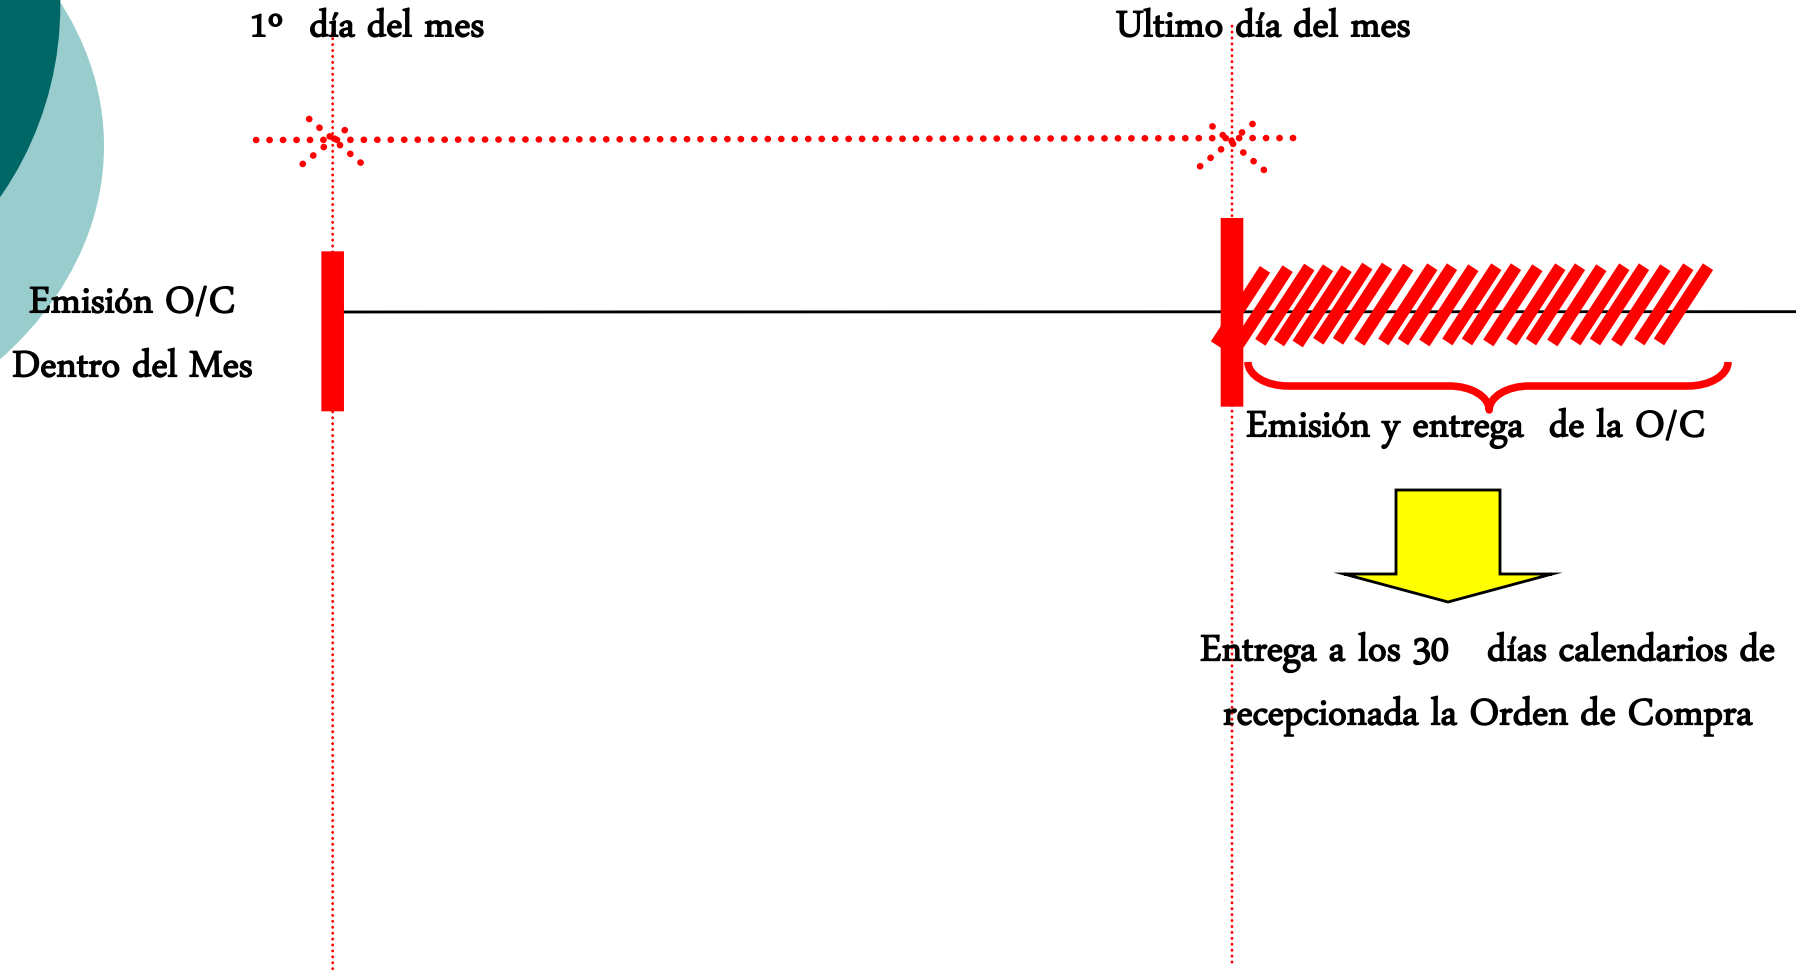 1º día del mes
Ultimo día del mes
Emisión O/C
Dentro del Mes
Emisión y entrega de la O/C
Entrega a los 30 días calendarios de
recepcionada la Orden de Compra